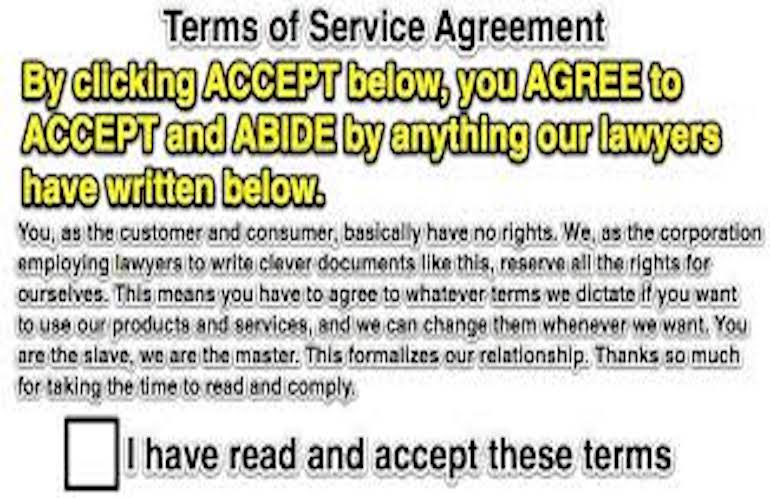 Terms of Service Agreement
By clicking ACCEPT below, you AGREE to
ACCEPT and ABIDE by anything our lawyers
have written below.
You, as the customer and consumer, basically have no rights. We, as the corporation
employing lawyers to write clever documents like this, reserve all the rights for
ourselves. This means you have to agree to whatever terms we dictate if you want
to use our products and services, and we can change them whenever we want. You
are the slave, we are the master. This formalizes our relationship. Thanks so much
for taking the time to read and comply.
I have read and accept these terms